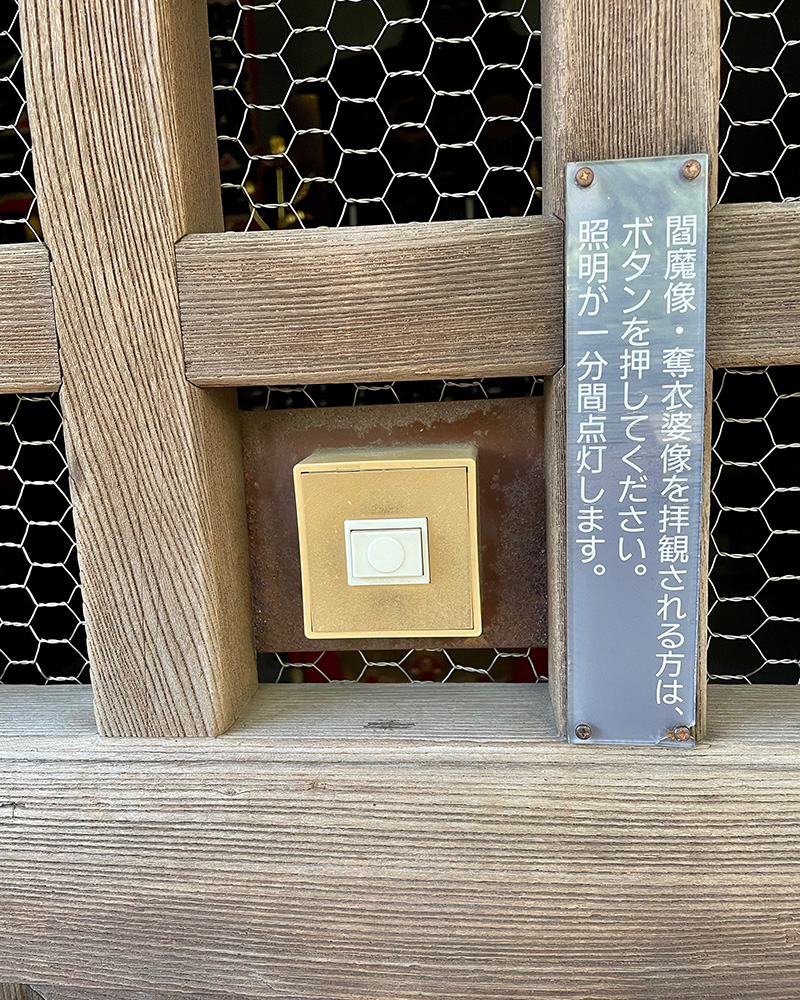 閻魔像・奪衣婆像を拝観される方は、
ボタンを押してください。
照明が一分間点灯します。